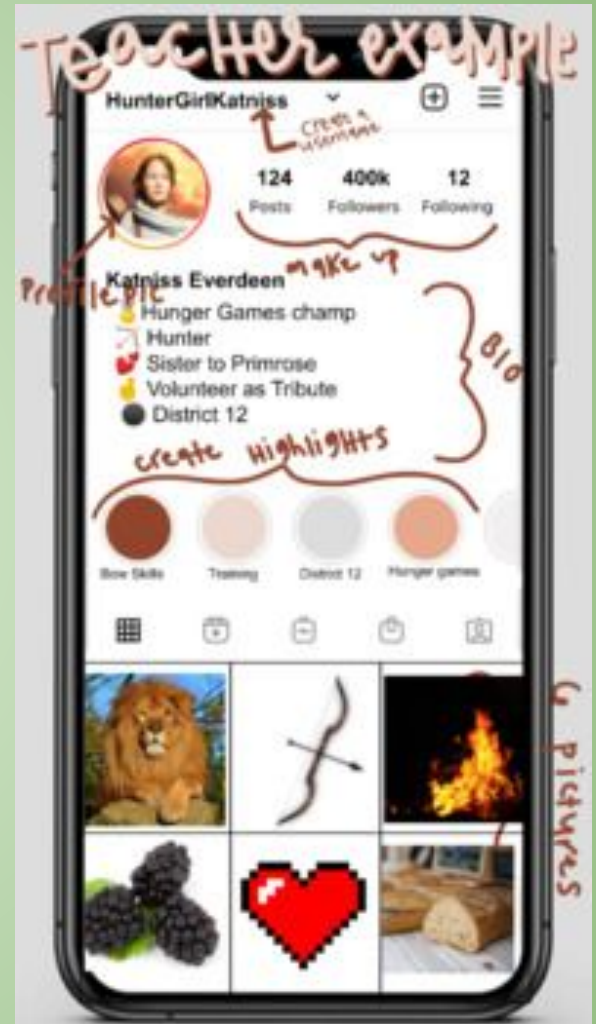 Teacher example
HunterGirlKatniss
create a
username
124 400k 12
Posts Followers Following
make up
Profile pic
Katniss Everdeen
Hunger Games champ
Hunter
Sister to Primrose
Volunteer as Tribute
District 12
Bio
create Highlights
Bow Skills Training District 12 Hunger games
6 pictures